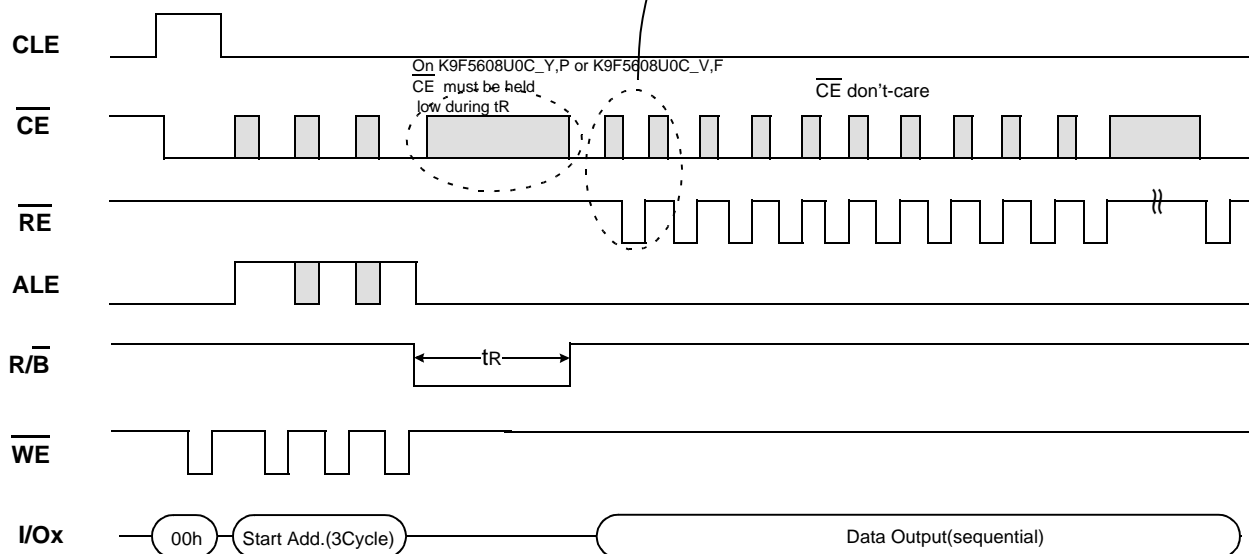 CLE
On K9F5608U0C_Y,P or K9F5608U0C_V,F
CE must be held
low during tR
CE don't-care
CE
RE
ALE
R/B
tR
WE
I/Ox
00h
Start Add.(3Cycle)
Data Output(sequential)